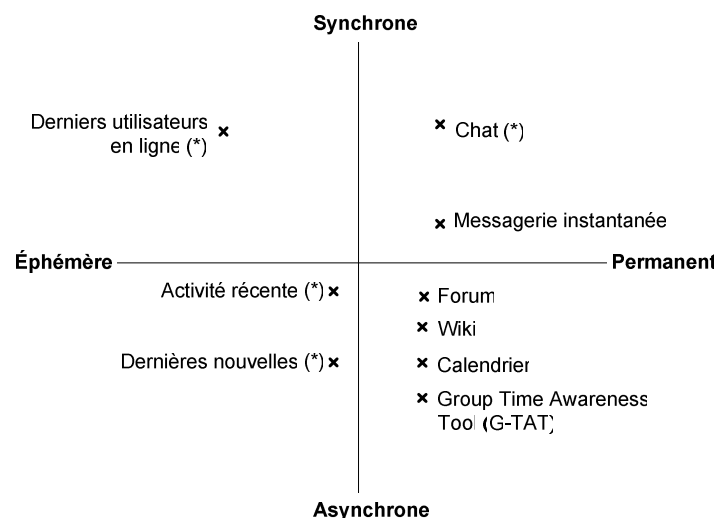 Synchrone
Derniers utilisateurs
en ligne (*)
Chat (*)
Messagerie instantanée
Éphémère
Permanent
Activité récente (*)
Forum
Wiki
Dernières nouvelles (*)
Calendrier
Group Time Awareness
Tool (G-TAT)
Asynchrone